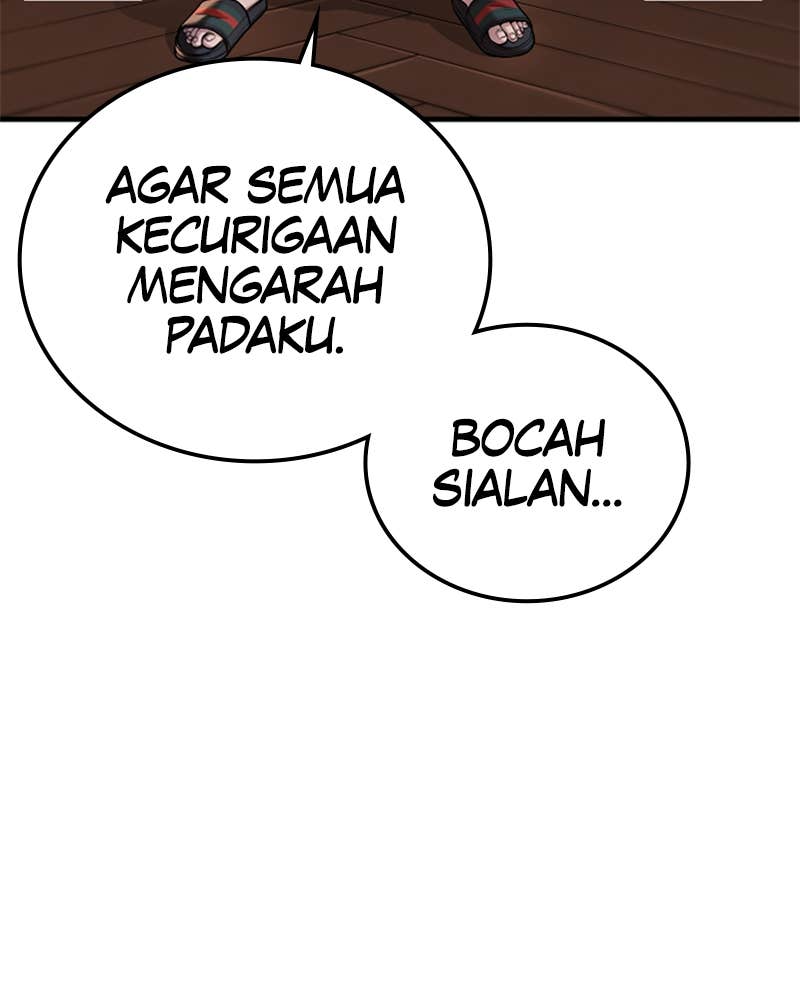 AGAR SEMUA
KECURIGAAN
MENGARAH
PADAKU.
BOCAH
SIALAN...